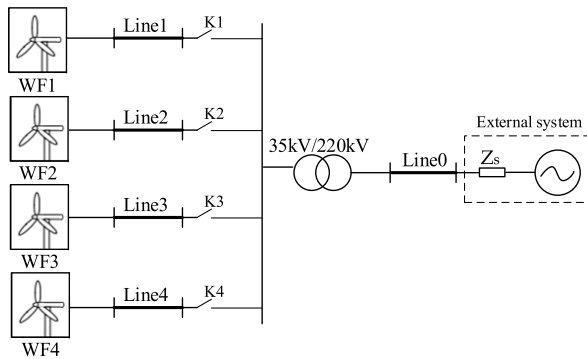 Line1
K1
WF1
Line2
K2
WF2
External system
35kV/220kV
Line0
Zs
Line3
K3
WF3
Line4
K4
WF4